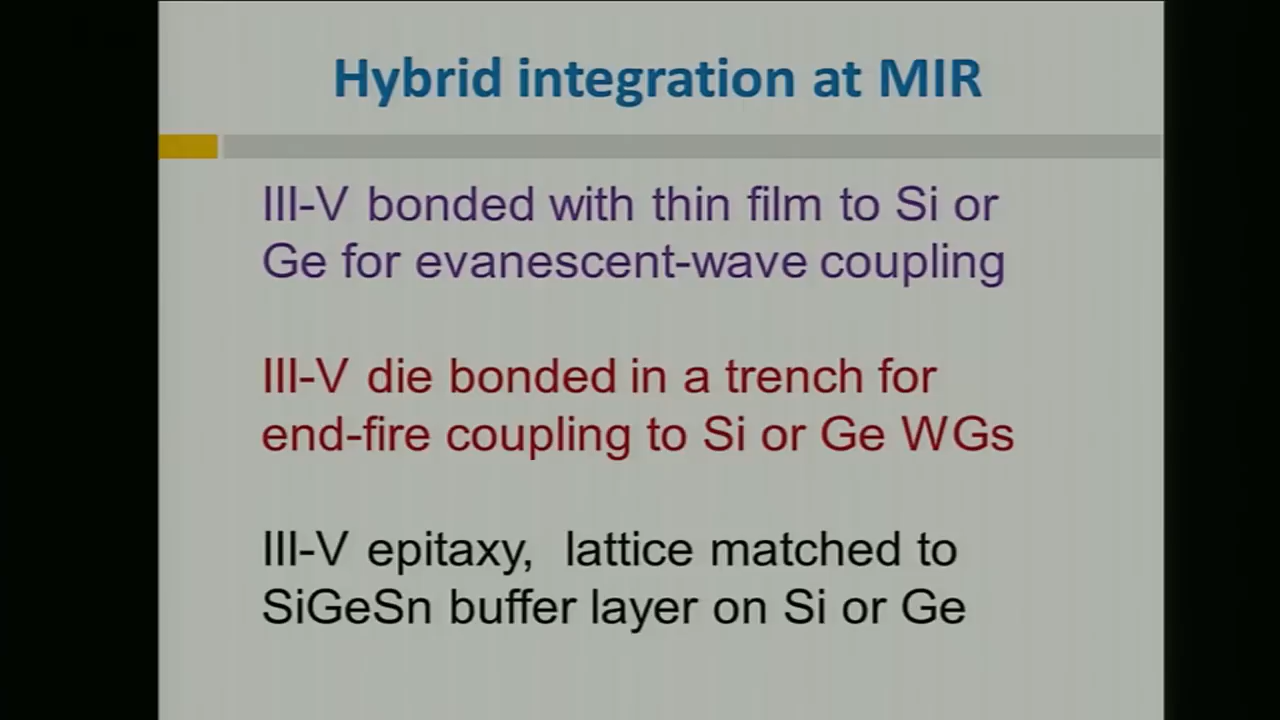 Hybrid integration at MIR
III-V bonded with thin film to Si or
Ge for evanescent-wave coupling
III-V die bonded in a trench for
end-fire coupling to Si or Ge WGs
III-V epitaxy, lattice matched to
SiGeSn buffer layer on Si or Ge